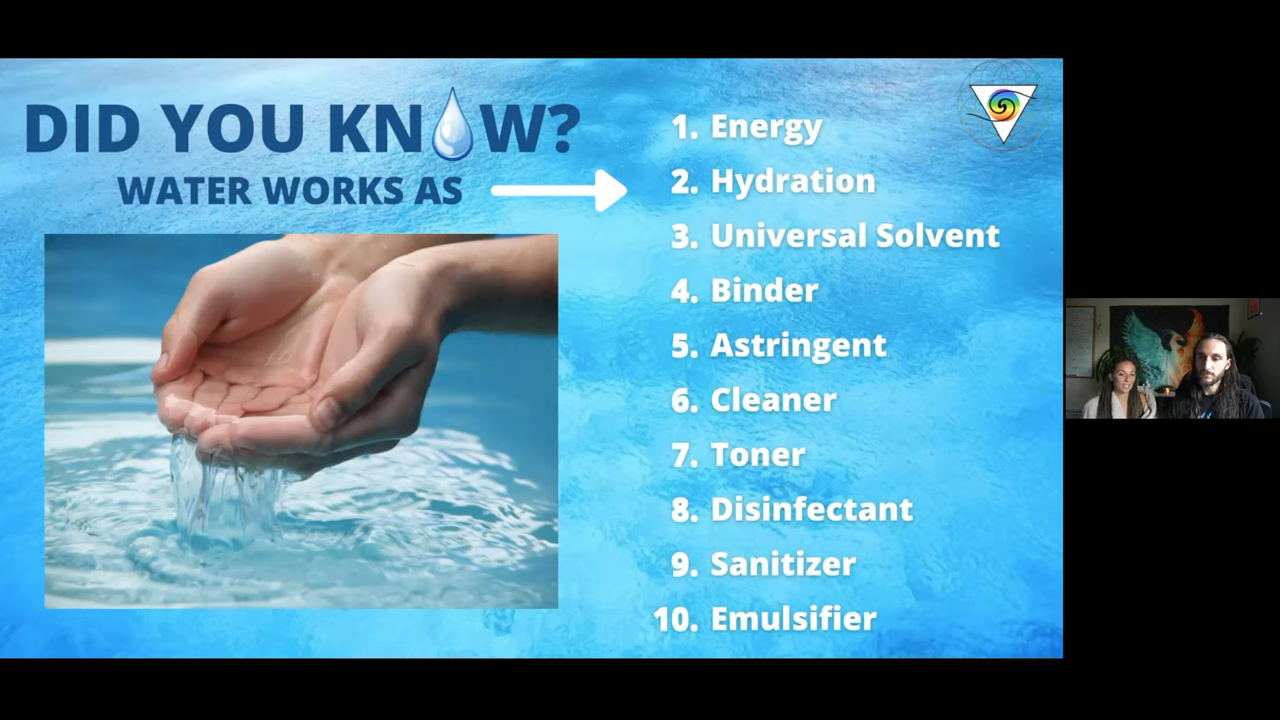 DID YOU KNOW?
WATER WORKS AS
1. Energy
2. Hydration
3. Universal Solvent
4. Binder
5. Astringent
6. Cleaner
7. Toner
8. Disinfectant
9. Sanitizer
10. Emulsifier